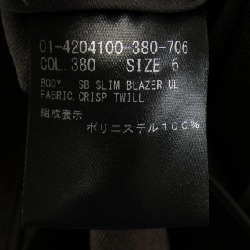 01-4204100-380-706
COL.380 SIZE 6
BODY. SB SLIM BLAZER UL
FABRIC.CRISP TWILL
組成表示
ポリエステル100%